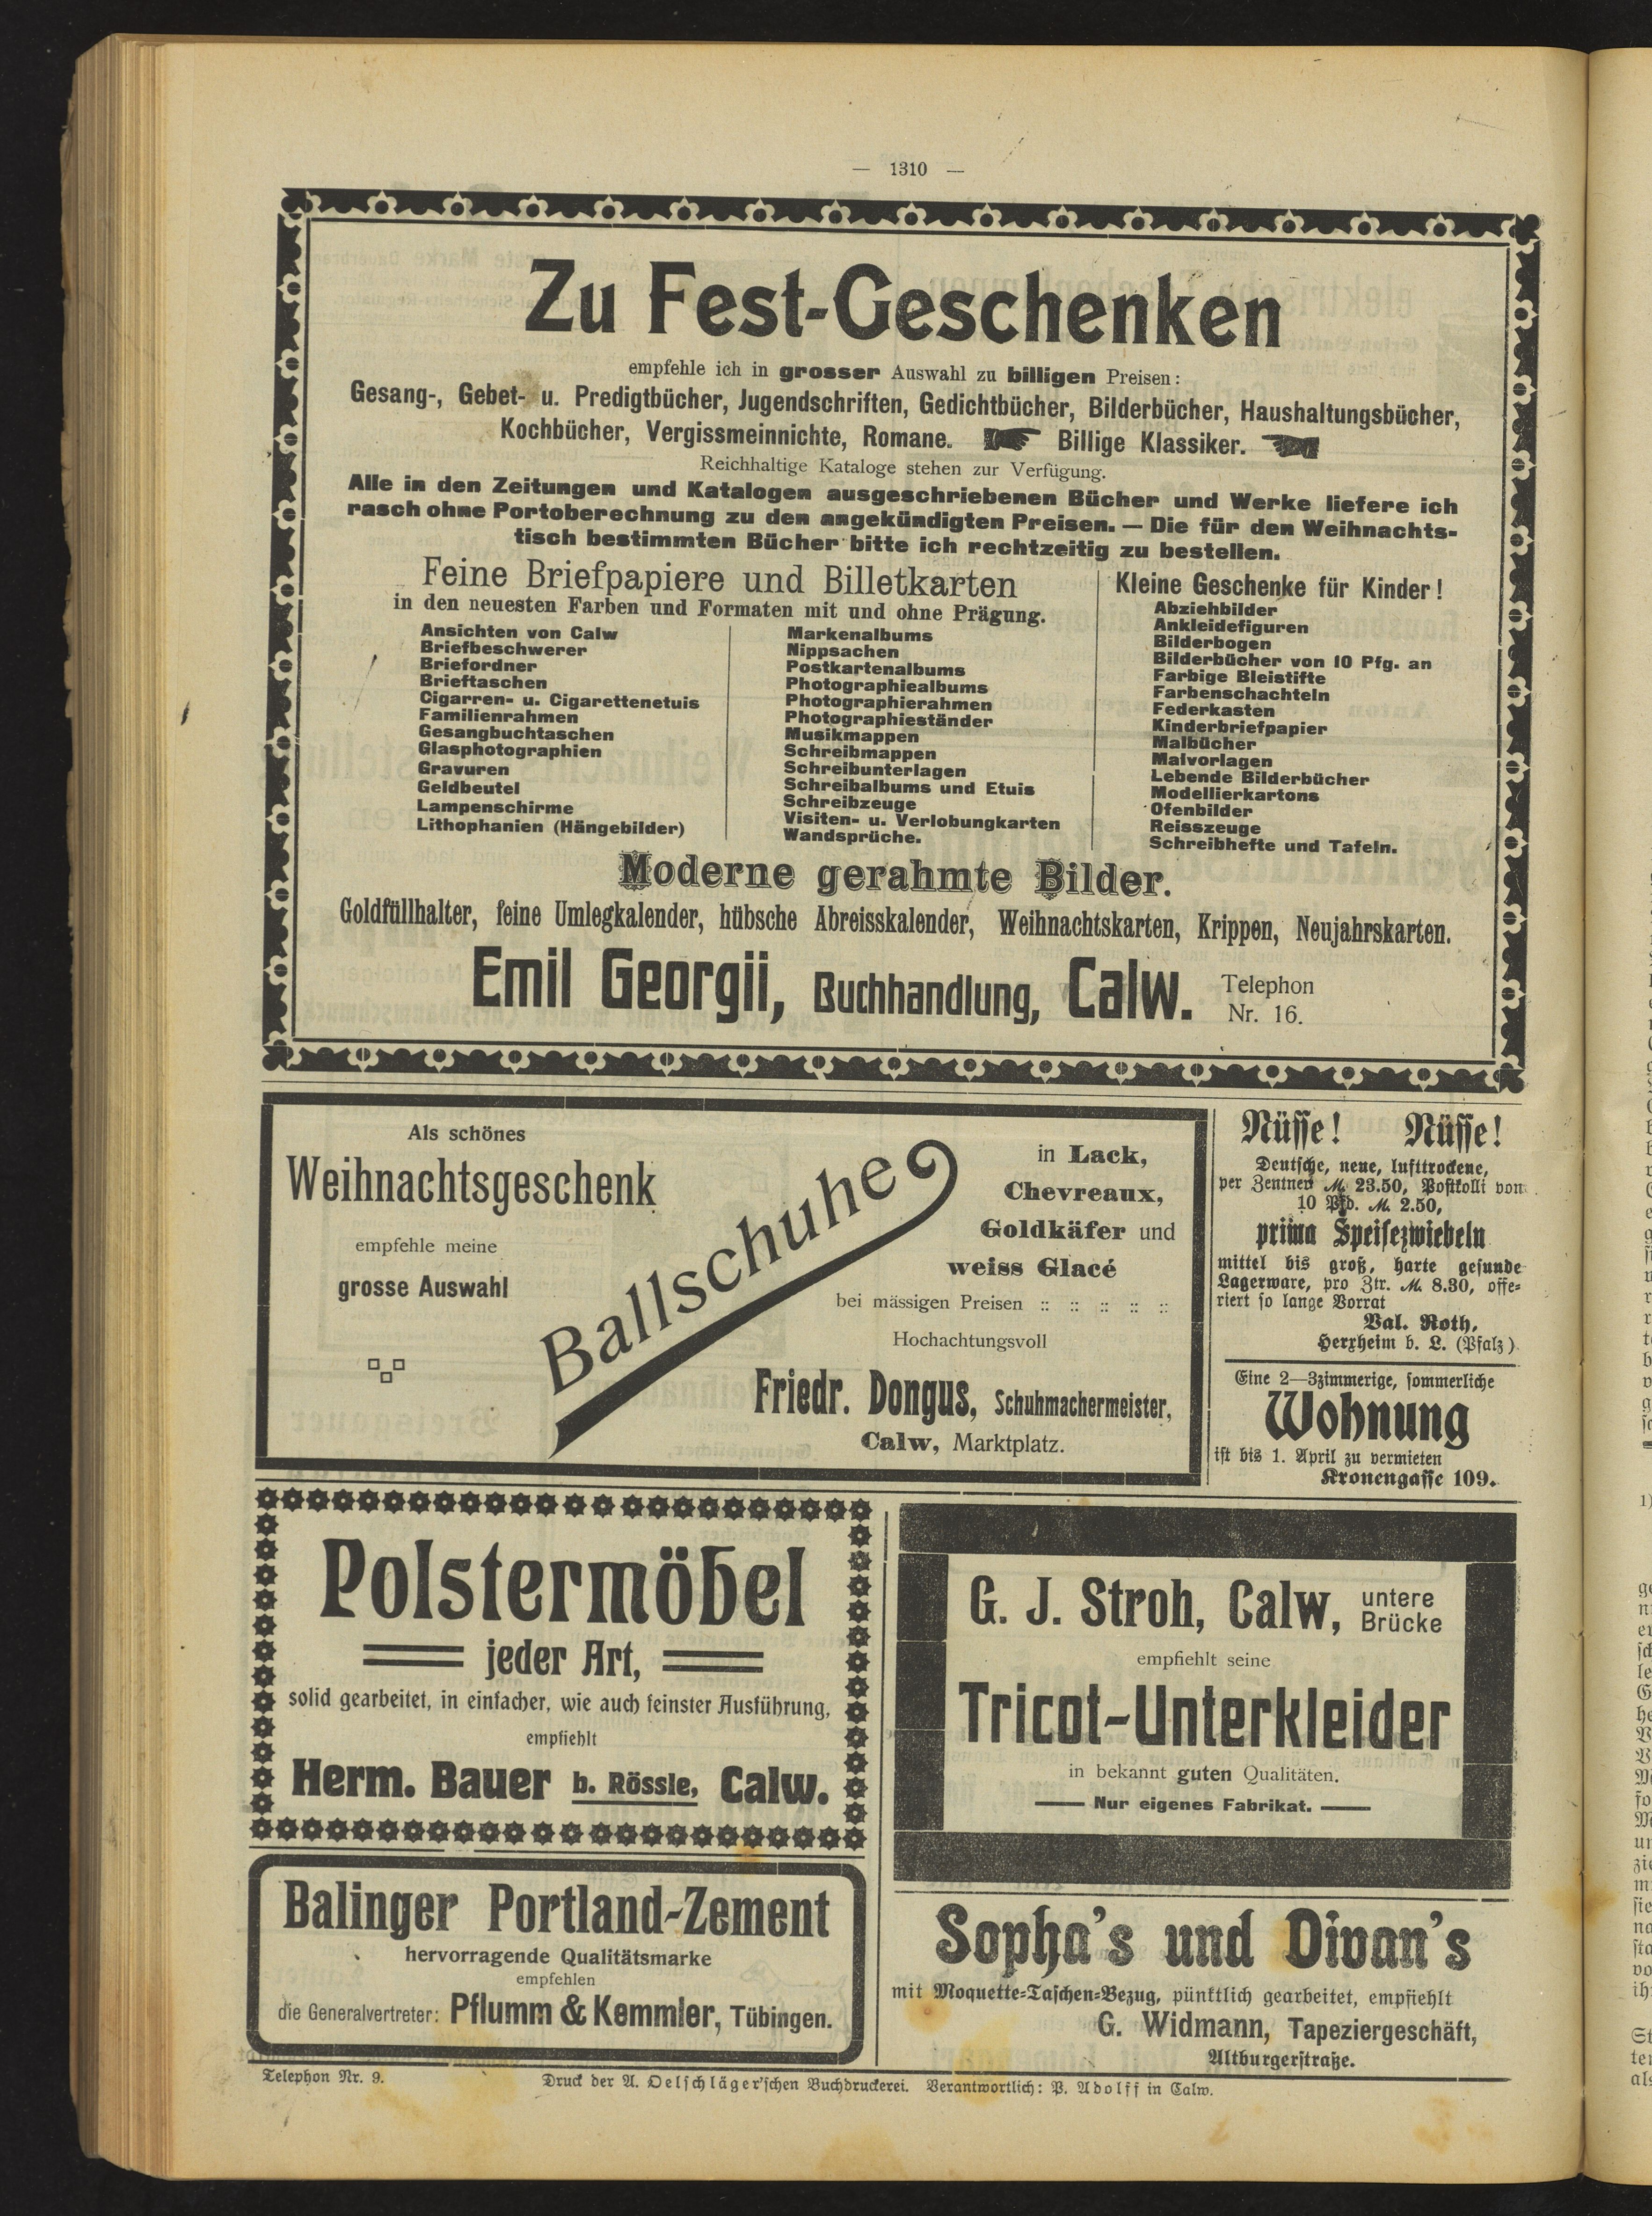 — 1310 —
Zu Fest-Geschenken
empfehle ich in grosser Auswahl zu billigen Preisen:
Gesang-, Gebet- u. Predigtbücher, Jugendschriften, Gedichtbücher, Bilderbücher, Haushaltungsbücher,
Kochbücher, Vergissmeinnichte, Romane. Billige Klassiker.
Reichhaltige Kataloge stehen zur Verfügung.
Alle in den Zeitungen und Katalogen ausgeschriebenen Bücher und Werke liefere ich
rasch ohne Portoberechnung zu den angekündigten Preisen. — Die für den Weihnachts-
tisch bestimmten Bücher bitte ich rechtzeitig zu bestellen.
Feine Briefpapiere und Billetkarten
in den neuesten Farben und Formaten mit und ohne Prägung.
Ansichten von Calw
Briefbeschwerer
Briefordner
Brieftaschen
Cigarren- u. Cigarettenetuis
Familienrahmen
Gesangbuchtaschen
Glasphotographien
Gravuren
Geldbeutel
Lampenschirme
Lithophanien (Hängebilder)
Markenalbums
Nippsachen
Postkartenalbums
Photographiealbums
Photographierahmen
Photographieständer
Musikmappen
Schreibmappen
Schreibunterlagen
Schreibalbums und Etuis
Schreibzeuge
Visiten- u. Verlobungkarten
Wandsprüche.
Kleine Geschenke für Kinder!
Abziehbilder
Ankleidefiguren
Bilderbogen
Bilderbücher von 10 Pfg. an
Farbige Bleistifte
Farbenschachteln
Federkasten
Kinderbriefpapier
Malbücher
Malvorlagen
Lebende Bilderbücher
Modellierkartons
Ofenbilder
Reisszeuge
Schreibhefte und Tafeln.
Moderne gerahmte Bilder.
Goldfüllhalter, feine Umlegkalender, hübsche Abreisskalender, Weihnachtskarten, Krippen, Neujahrskarten.
Emil Georgii, Buchhandlung, Calw. Telephon
Nr. 16.
Als schönes
Weihnachtsgeschenk
empfehle meine
grosse Auswahl
Ballschuhe
in Lack,
Chevreaux,
Goldkäfer und
weiss Glacé
bei mässigen Preisen :: :: :: :: ::
Hochachtungsvoll
Friedr. Dongus, Schuhmachermeister,
Calw, Marktplatz.
Nüsse! Nüsse!
Deutsche, neue, lufttrockene,
per Zentner M. 23.50, Postkolli von
10 Pfd. M. 2.50,
prima Speisezwiebeln
mittel bis groß, harte gesunde
Lagerware, pro Ztr. M. 8.30, offe-
riert so lange Vorrat
Val. Roth,
Herxheim b. L. (Pfalz)
Eine 2—3zimmerige, sommerliche
Wohnung
ist bis 1. April zu vermieten
Kronengasse 109.
Polstermöbel
jeder Art,
solid gearbeitet, in einfacher, wie auch feinster Ausführung,
empfiehlt
Herm. Bauer b. Rössle, Calw.
G. J. Stroh, Calw, untere
Brücke
empfiehlt seine
Tricot-Unterkleider
in bekannt guten Qualitäten.
— Nur eigenes Fabrikat. —
Balinger Portland-Zement
hervorragende Qualitätsmarke
empfehlen
die Generalvertreter: Pflumm & Kemmler, Tübingen.
Sopha's und Divan's
mit Moquette-Taschen-Bezug, pünktlich gearbeitet, empfiehlt
G. Widmann, Tapeziergeschäft,
Altburgerstraße.
Telephon Nr. 9. Druck der A. Oelschläger'schen Buchdruckerei. Verantwortlich: P. Adolff in Calw.